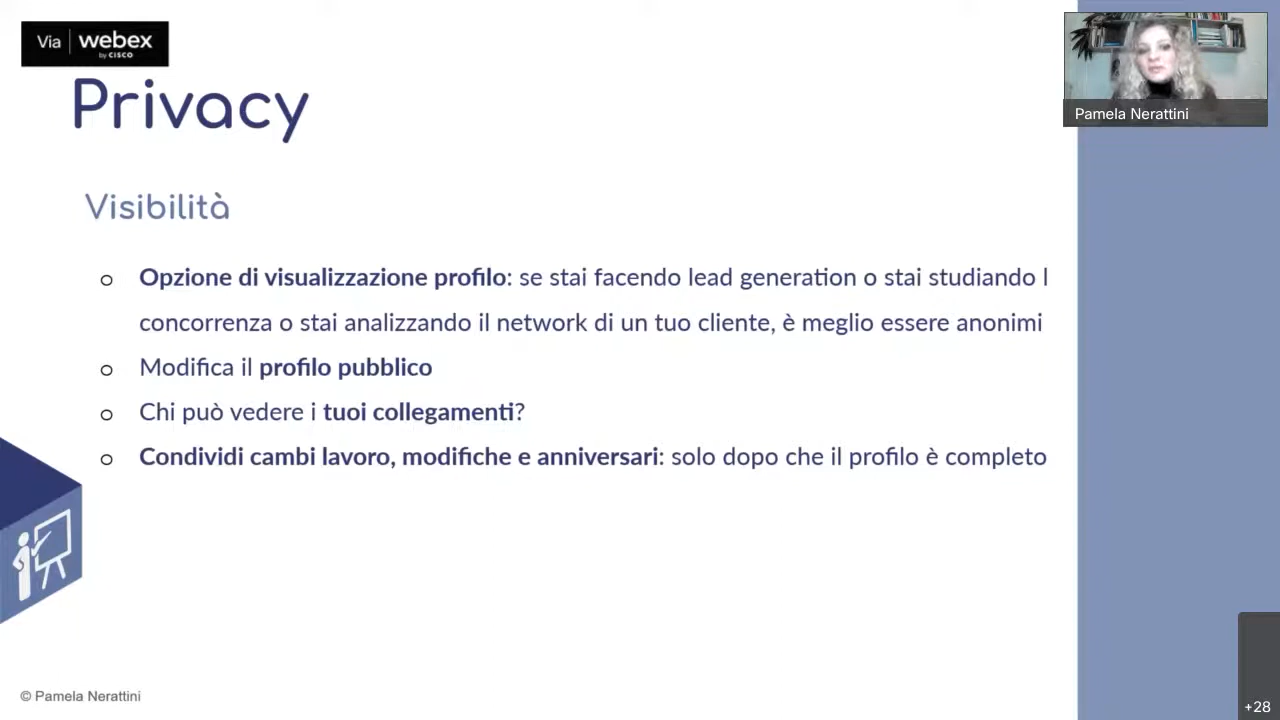 Via webex
by CISCO
Privacy
Pamela Nerattini
Visibilità
Opzione di visualizzazione profilo: se stai facendo lead generation o stai studiando l
concorrenza o stai analizzando il network di un tuo cliente, è meglio essere anonimi
Modifica il profilo pubblico
Chi può vedere i tuoi collegamenti?
Condividi cambi lavoro, modifiche e anniversari: solo dopo che il profilo è completo
© Pamela Nerattini
+28